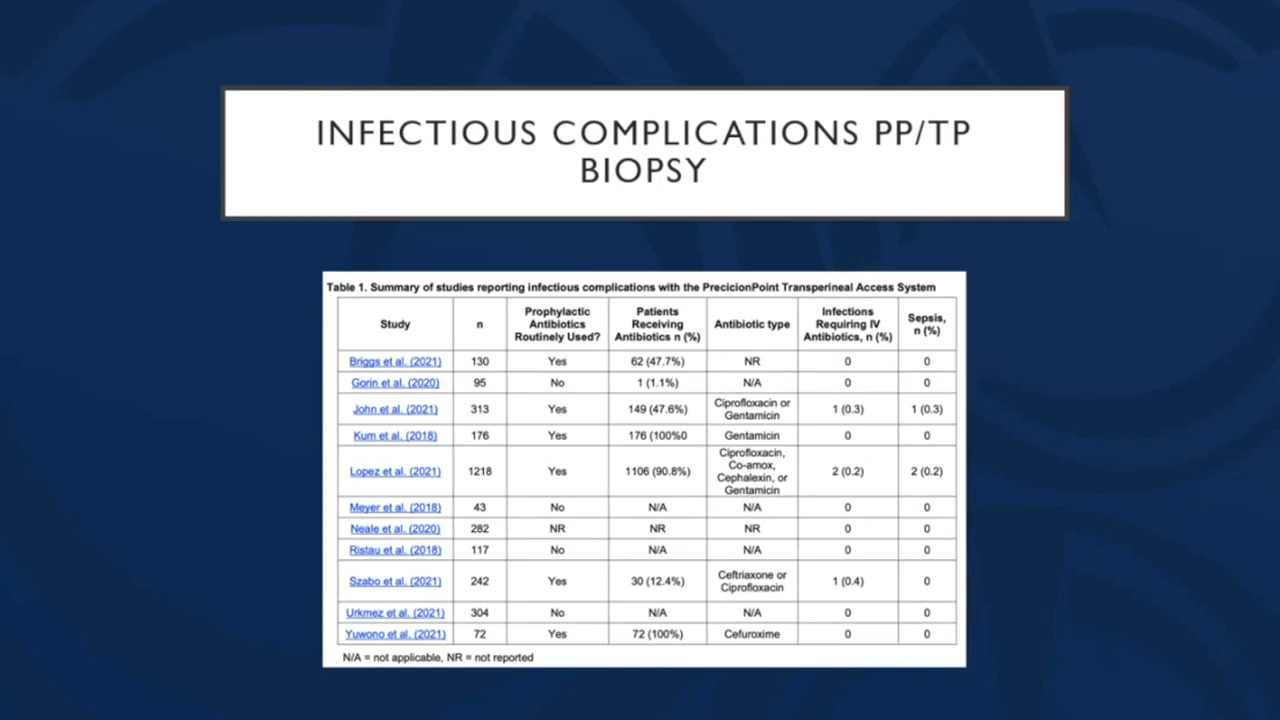 INFECTIOUS COMPLICATIONS PP/TP
BIOPSY
Table 1. Summary of studies reporting infectious complications with the PrecicionPoint Transperineal Access System
Study n Prophylactic Antibiotics Routinely Used? Patients Receiving Antibiotics n (%) Antibiotic type Infections Requiring IV Antibiotics, n (%) Sepsis, n (%)
Briggs et al. (2021) 130 Yes 62 (47.7%) NR 0 0
Gorin et al. (2020) 95 No 1 (1.1%) N/A 0 0
John et al. (2021) 313 Yes 149 (47.6%) Ciprofloxacin or Gentamicin 1 (0.3) 1 (0.3)
Kum et al. (2018) 176 Yes 176 (100%0 Gentamicin 0 0
Lopez et al. (2021) 1218 Yes 1106 (90.8%) Ciprofloxacin, Co-amox, Cephalexin, or Gentamicin 2 (0.2) 2 (0.2)
Meyer et al. (2018) 43 No N/A N/A 0 0
Neale et al. (2020) 282 NR NR NR 0 0
Ristau et al. (2018) 117 No N/A N/A 0 0
Szabo et al. (2021) 242 Yes 30 (12.4%) Ceftriaxone or Ciprofloxacin 1 (0.4) 0
Urkmez et al. (2021) 304 No N/A N/A 0 0
Yuwono et al. (2021) 72 Yes 72 (100%) Cefuroxime 0 0
N/A = not applicable, NR = not reported